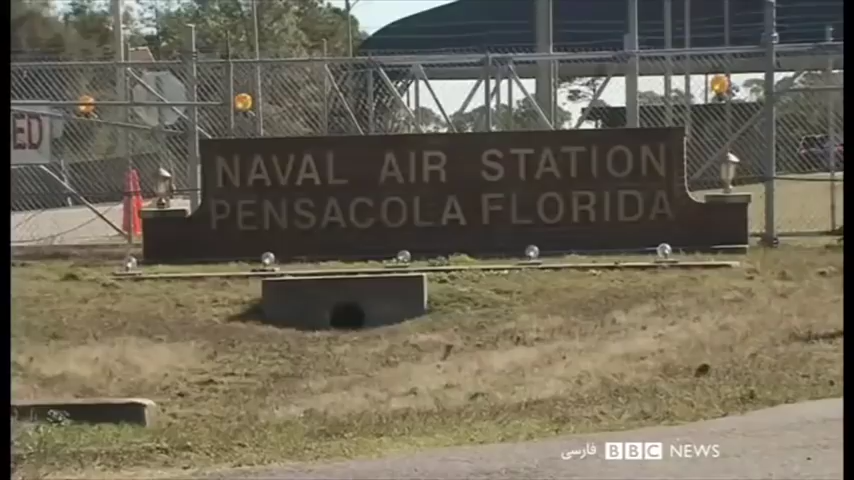 NAVAL AIR STATION
PENSACOLA FLORIDA
ED
فارسی BBC NEWS